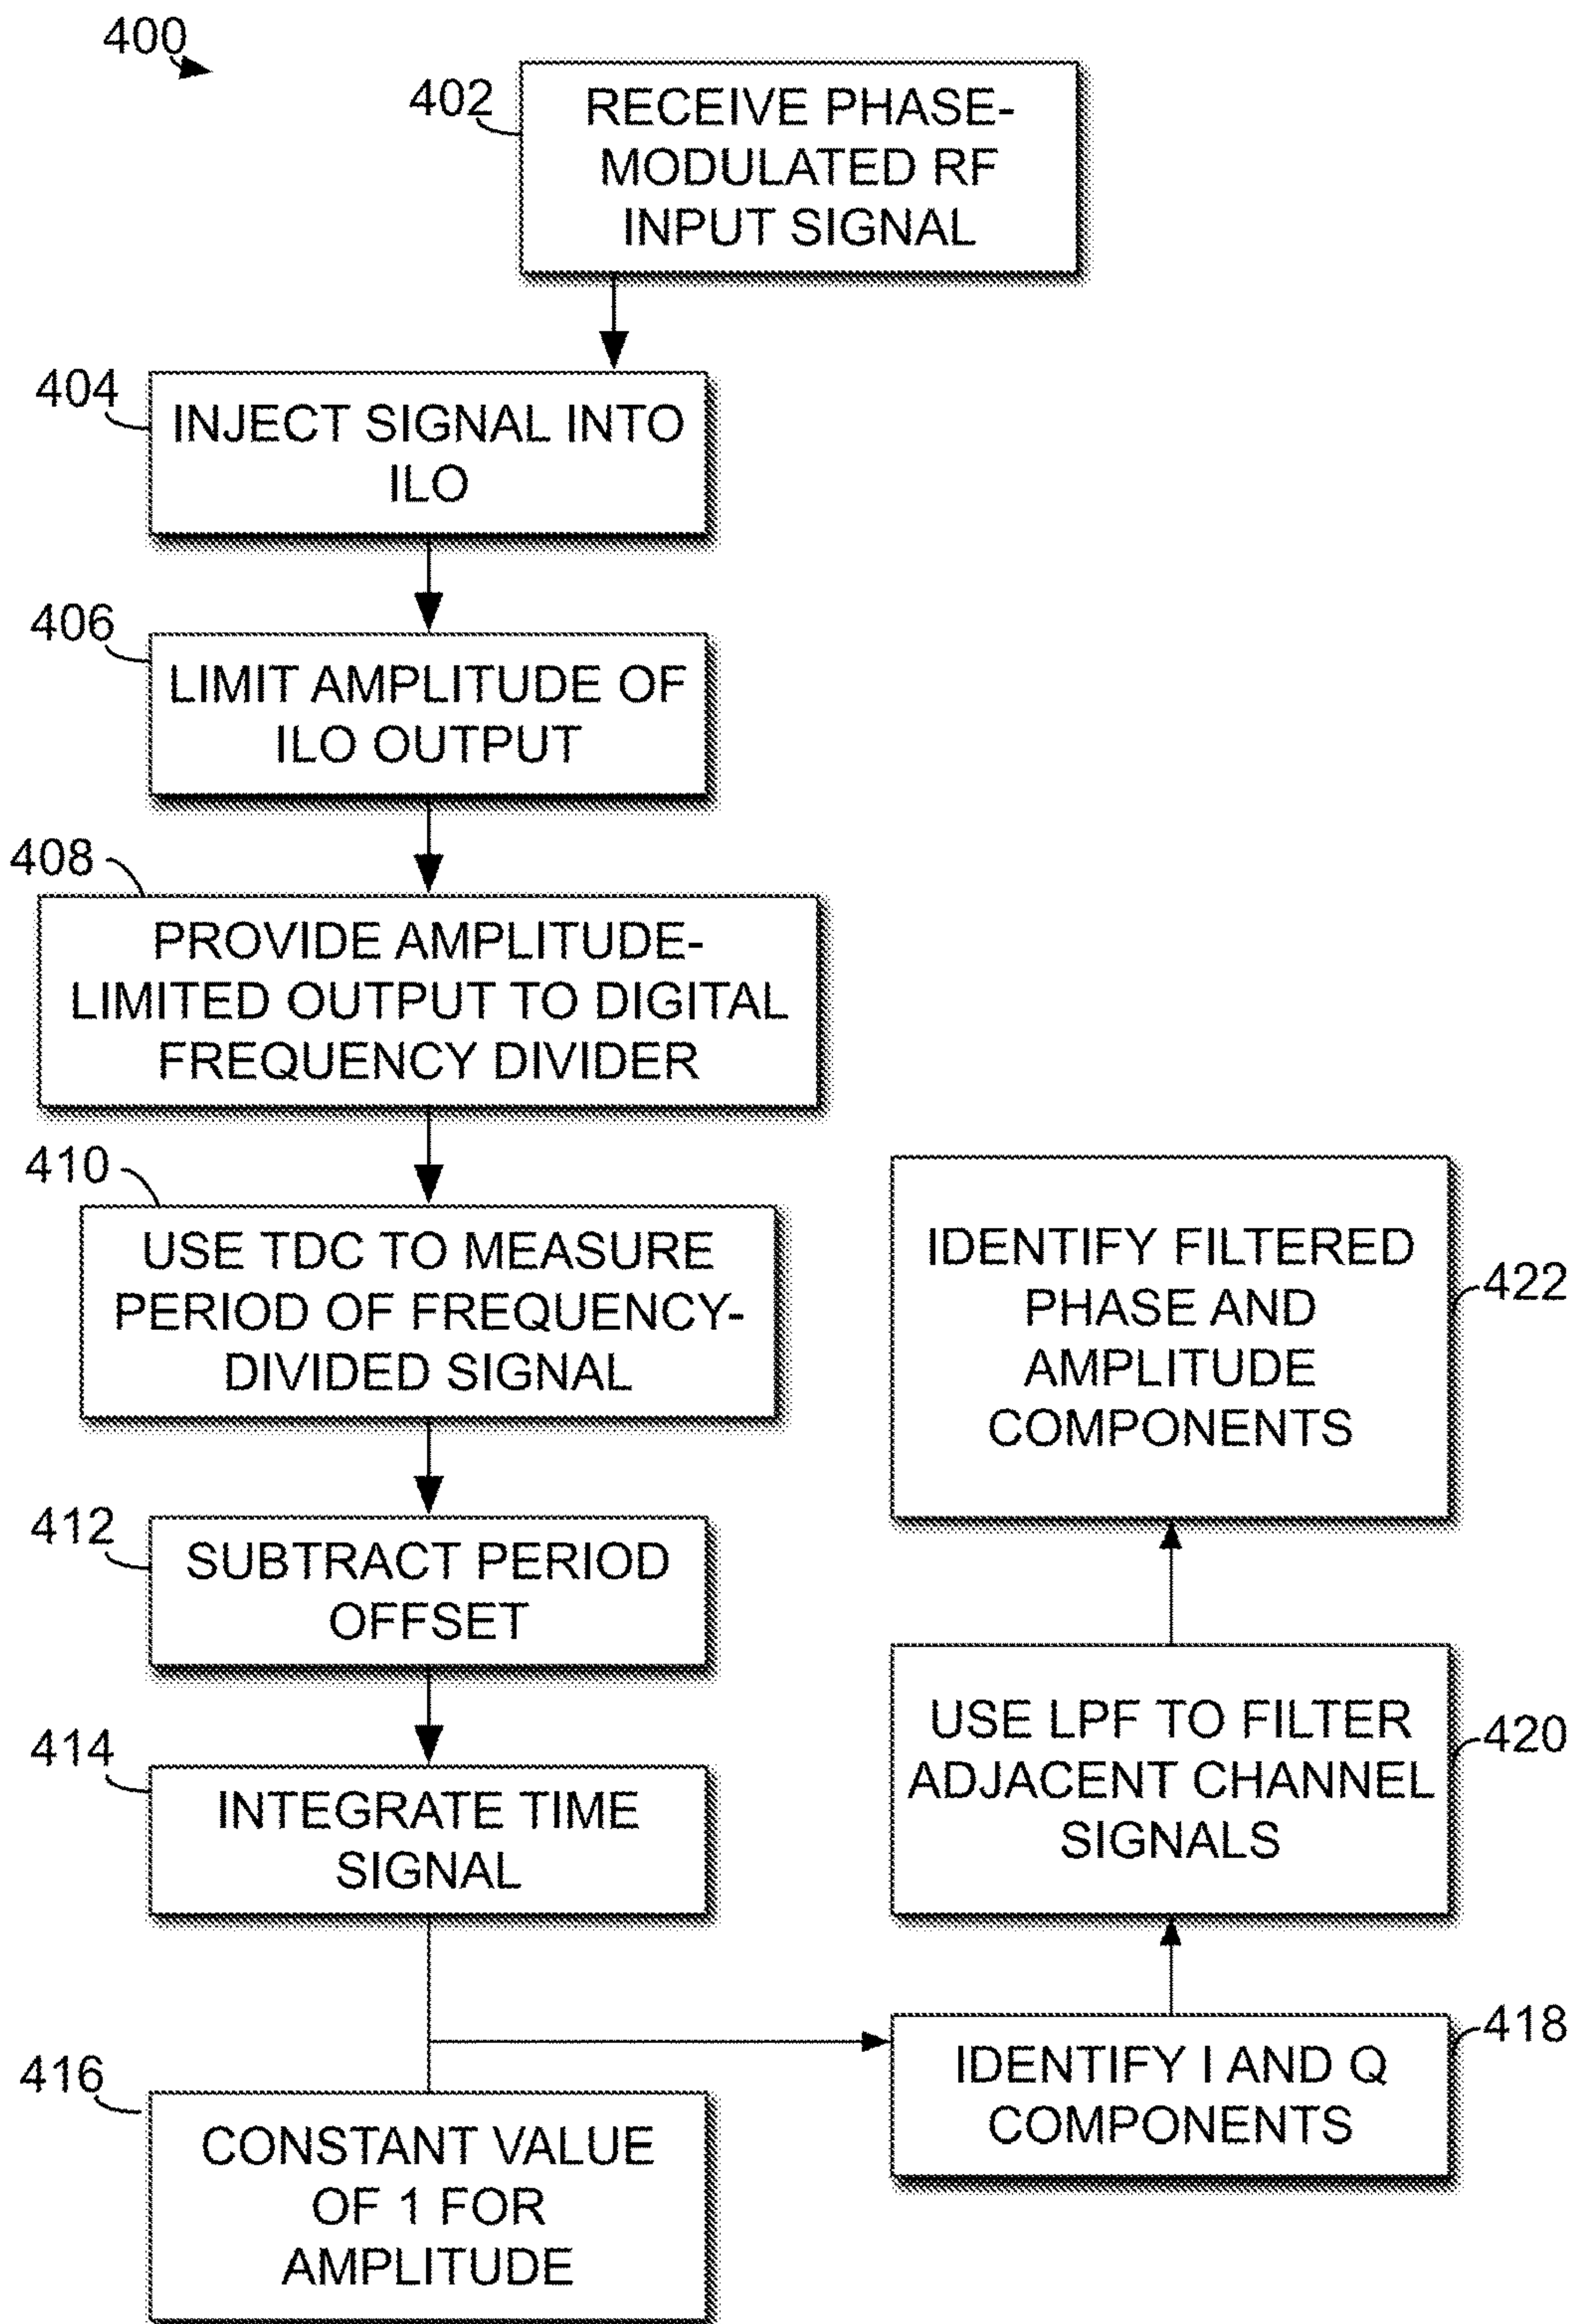 400
402
RECEIVE PHASE-
MODULATED RF
INPUT SIGNAL
404
INJECT SIGNAL INTO
ILO
406
LIMIT AMPLITUDE OF
ILO OUTPUT
408
PROVIDE AMPLITUDE-
LIMITED OUTPUT TO DIGITAL
FREQUENCY DIVIDER
410
USE TDC TO MEASURE
PERIOD OF FREQUENCY-
DIVIDED SIGNAL
412
SUBTRACT PERIOD
OFFSET
414
INTEGRATE TIME
SIGNAL
416
CONSTANT VALUE
OF 1 FOR
AMPLITUDE
418
IDENTIFY I AND Q
COMPONENTS
420
USE LPF TO FILTER
ADJACENT CHANNEL
SIGNALS
422
IDENTIFY FILTERED
PHASE AND
AMPLITUDE
COMPONENTS